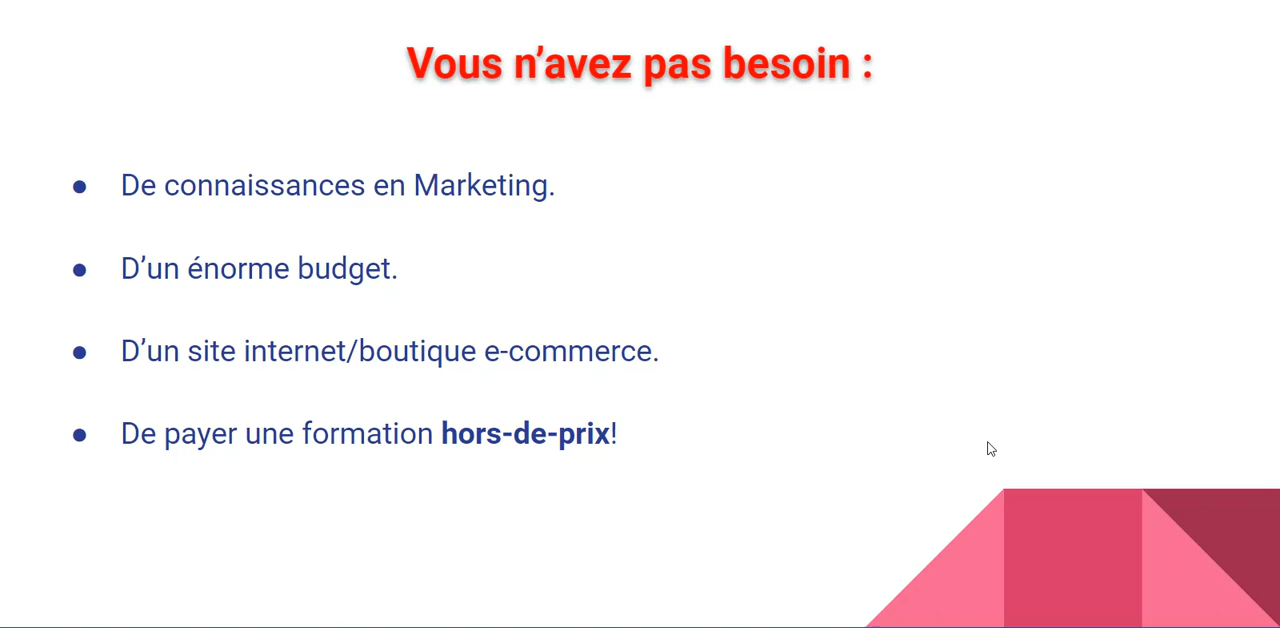 Vous n’avez pas besoin :
● De connaissances en Marketing.
● D’un énorme budget.
● D’un site internet/boutique e-commerce.
● De payer une formation hors-de-prix!